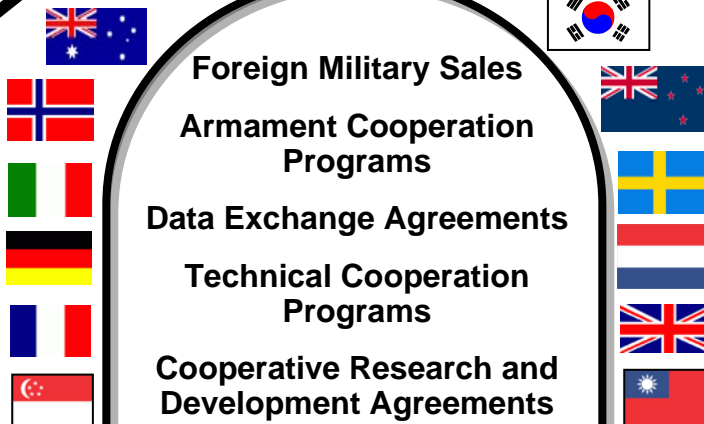 Foreign Military Sales
Armament Cooperation
Programs
Data Exchange Agreements
Technical Cooperation
Programs
Cooperative Research and
Development Agreements